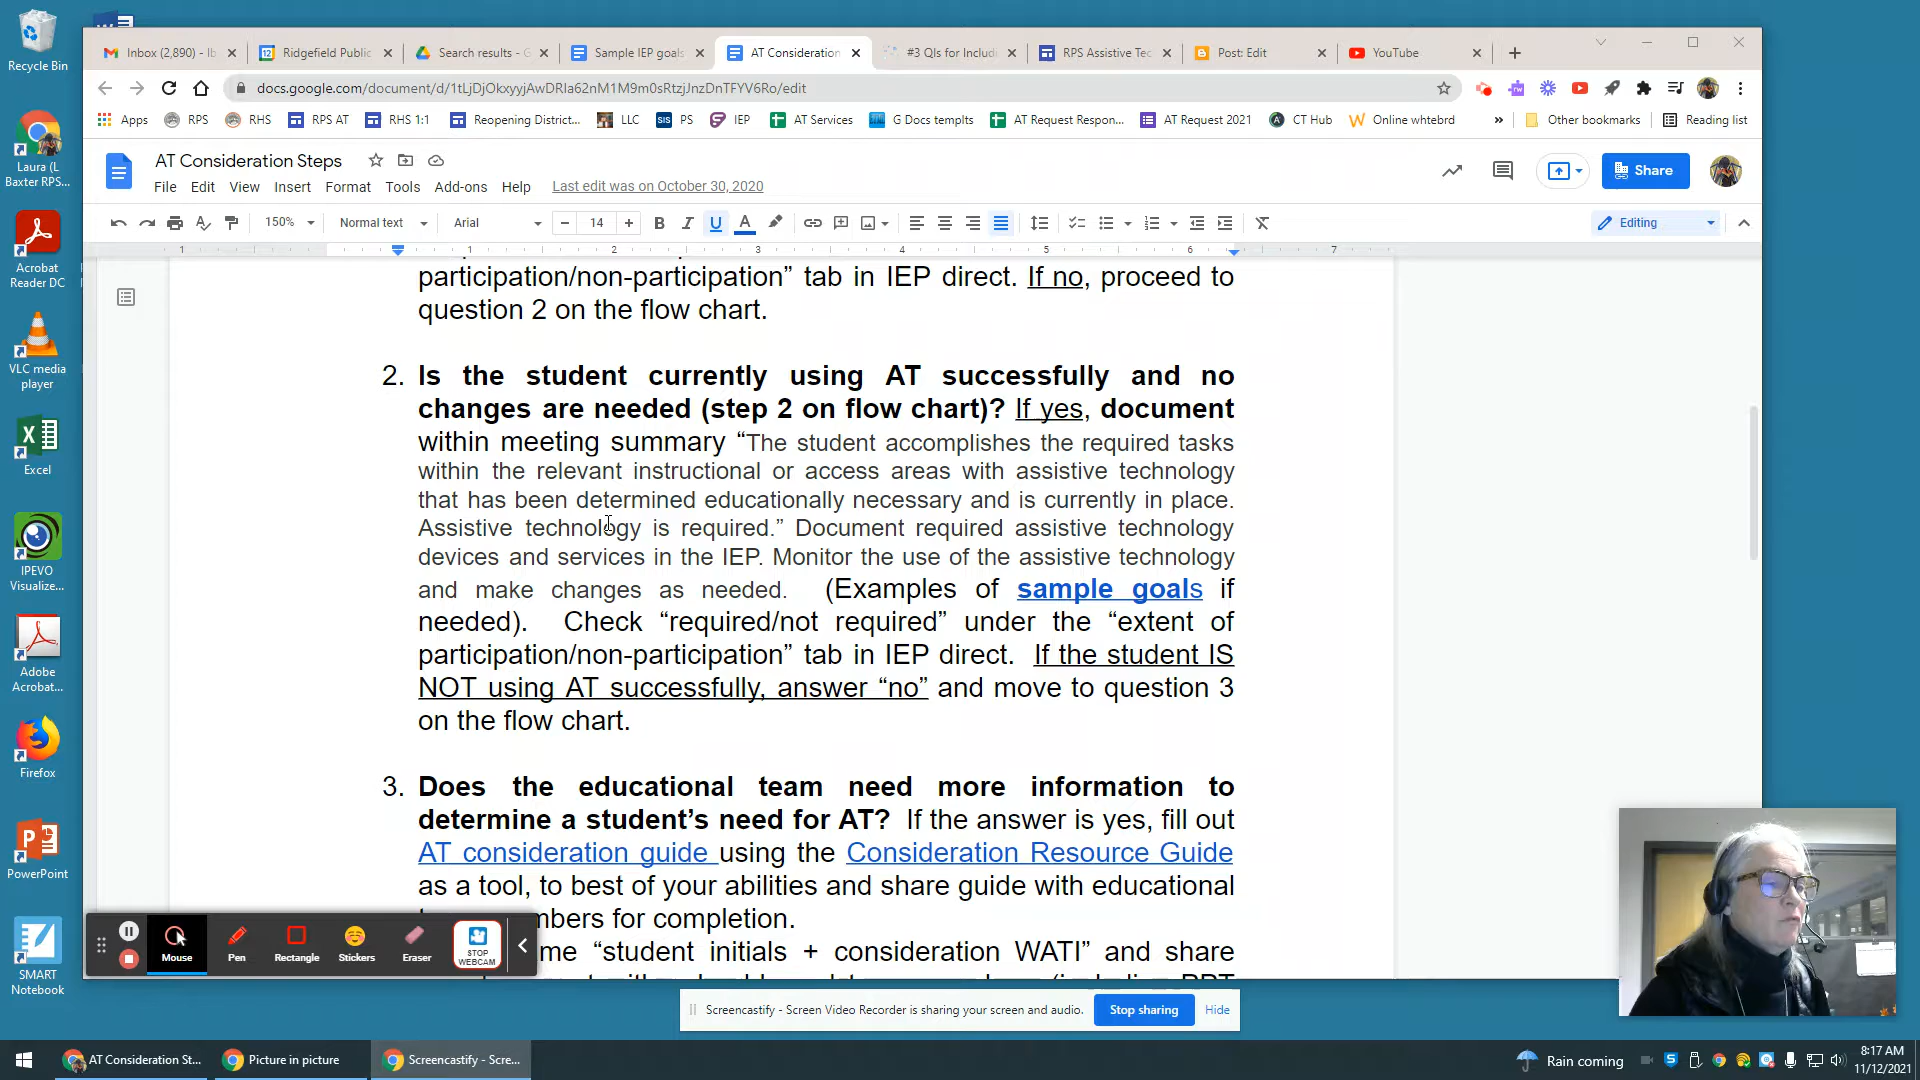 Recycle Bin
Laura (L
Baxter RPS...
Acrobat
Reader DC
VLC media
player
Excel
IPEVO
Visualize...
Adobe
Acrobat...
Firefox
PowerPoint
SMART
Notebook
Inbox (2,890) - lb
Ridgefield Public
Search results - G
Sample IEP goals
AT Consideration
#3 QIs for Includ
RPS Assistive Tec
Post: Edit
YouTube
docs.google.com/document/d/1tLjDjOkxyyjAwDRla62nM1M9m0sRtzjJnzDnTFYV6Ro/edit
Apps
RPS
RHS
RPS AT
RHS 1:1
Reopening District...
LLC
PS
IEP
AT Services
G Docs templts
AT Request Respon...
AT Request 2021
CT Hub
Online whtebrd
»
Other bookmarks
Reading list
AT Consideration Steps
File Edit View Insert Format Tools Add-ons Help Last edit was on October 30, 2020
Share
150% Normal text Arial 14 B I U A Editing
1 1 2 3 4 5 6 7
participation/non-participation” tab in IEP direct. If no, proceed to
question 2 on the flow chart.
2. Is the student currently using AT successfully and no
changes are needed (step 2 on flow chart)? If yes, document
within meeting summary “The student accomplishes the required tasks
within the relevant instructional or access areas with assistive technology
that has been determined educationally necessary and is currently in place.
Assistive technology is required.” Document required assistive technology
devices and services in the IEP. Monitor the use of the assistive technology
and make changes as needed. (Examples of sample goals if
needed). Check “required/not required” under the “extent of
participation/non-participation” tab in IEP direct. If the student IS
NOT using AT successfully, answer “no” and move to question 3
on the flow chart.
3. Does the educational team need more information to
determine a student’s need for AT? If the answer is yes, fill out
AT consideration guide using the Consideration Resource Guide
as a tool, to best of your abilities and share guide with educational
mbers for completion.
me “student initials + consideration WATI” and share
Mouse
Pen
Rectangle
Stickers
Eraser
STOP
WEBCAM
Screencastify - Screen Video Recorder is sharing your screen and audio.
Stop sharing
Hide
AT Consideration St...
Picture in picture
Screencastify - Scre...
Rain coming
8:17 AM
11/12/2021